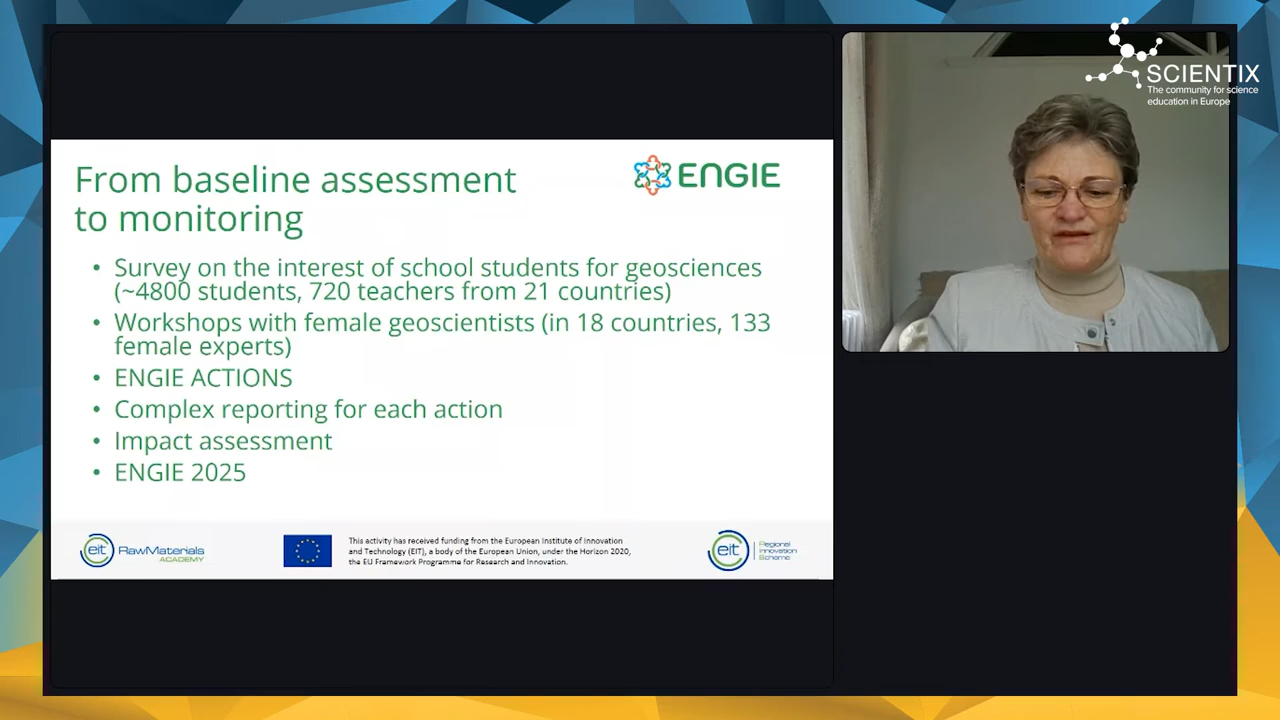 SCIENTIX
The community for science
education in Europe
From baseline assessment
to monitoring
ENGIE
• Survey on the interest of school students for geosciences
(~4800 students, 720 teachers from 21 countries)
• Workshops with female geoscientists (in 18 countries, 133
female experts)
• ENGIE ACTIONS
• Complex reporting for each action
• Impact assessment
• ENGIE 2025
eit RawMaterials
ACADEMY
This activity has received funding from the European Institute of Innovation
and Technology (EIT), a body of the European Union, under the Horizon 2020,
the EU Framework Programme for Research and Innovation.
eit
Regional
Innovation
Scheme